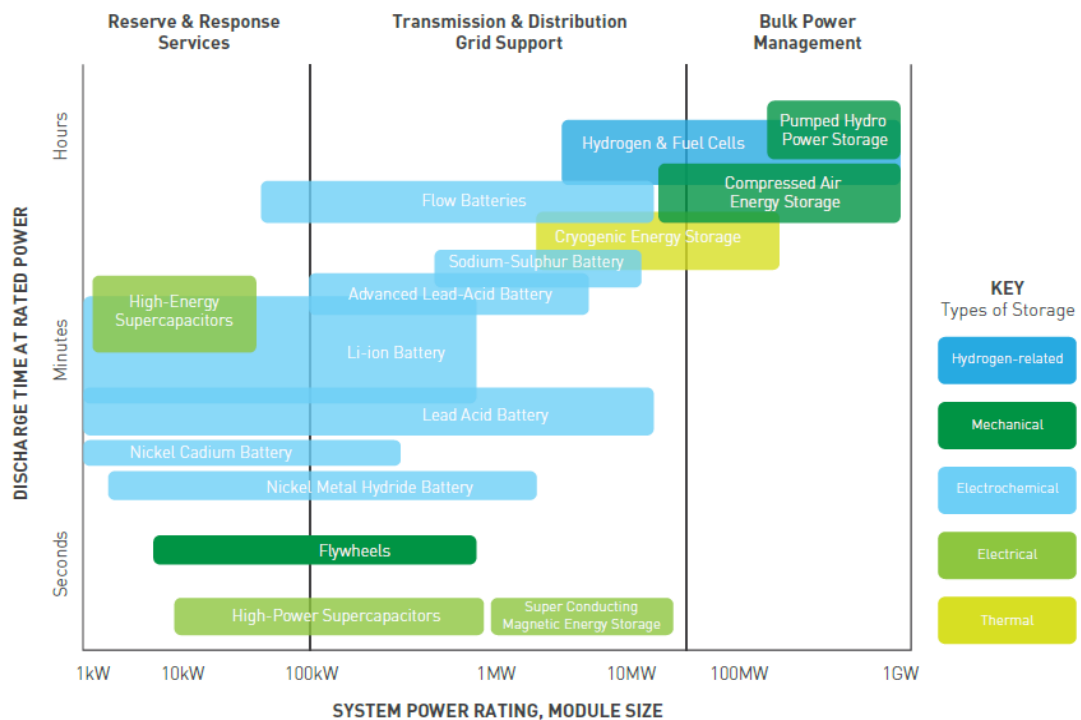 Reserve & Response
Services
Transmission & Distribution
Grid Support
Bulk Power
Management
DISCHARGE TIME AT RATED POWER
Hours
Minutes
Seconds
Pumped Hydro
Power Storage
Hydrogen & Fuel Cells
Compressed Air
Energy Storage
Flow Batteries
Cryogenic Energy Storage
Sodium-Sulphur Battery
Advanced Lead-Acid Battery
High-Energy
Supercapacitors
Li-ion Battery
Lead Acid Battery
Nickel Cadium Battery
Nickel Metal Hydride Battery
Flywheels
High-Power Supercapacitors
Super Conducting
Magnetic Energy Storage
1kW
10kW
100kW
1MW
10MW
100MW
1GW
SYSTEM POWER RATING, MODULE SIZE
KEY
Types of Storage
Hydrogen-related
Mechanical
Electrochemical
Electrical
Thermal